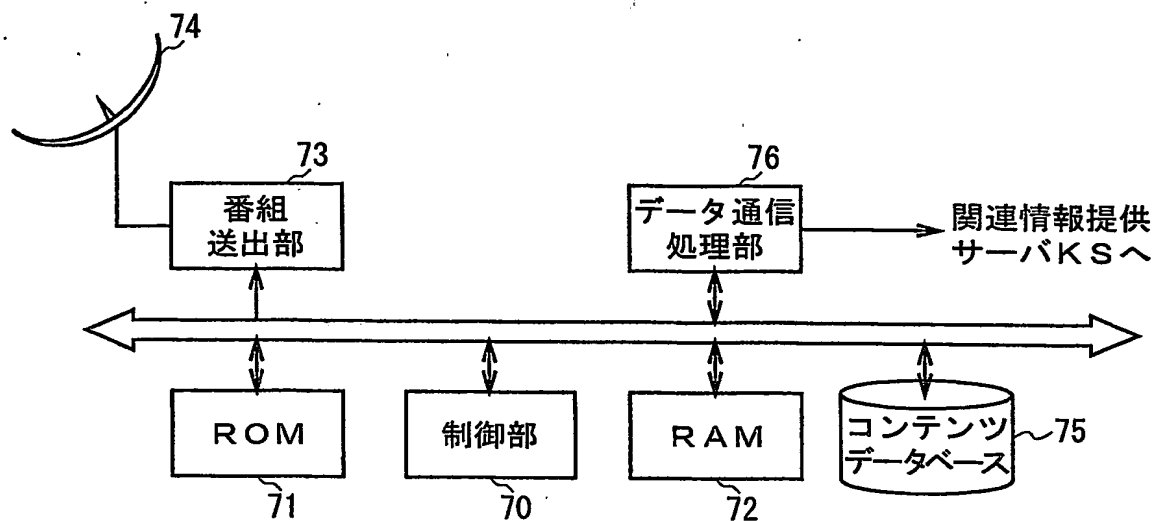 74
73
番組
送出部
76
データ通信
処理部
関連情報提供
サーバKSへ
ROM
71
制御部
70
RAM
72
コンテンツ
データベース
75